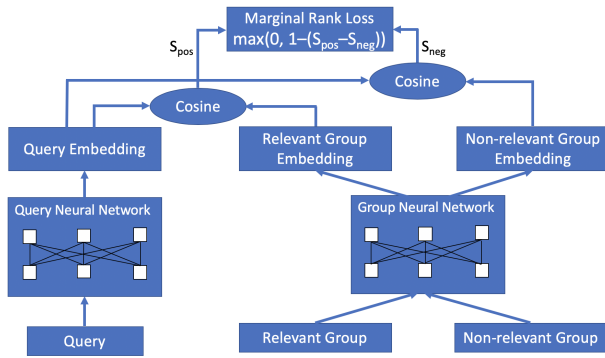 Marginal Rank Loss
max(0, 1–(Spos–Sneg))
Spos
Sneg
Cosine
Cosine
Query Embedding
Relevant Group
Embedding
Non-relevant Group
Embedding
Query Neural Network
Group Neural Network
Query
Relevant Group
Non-relevant Group